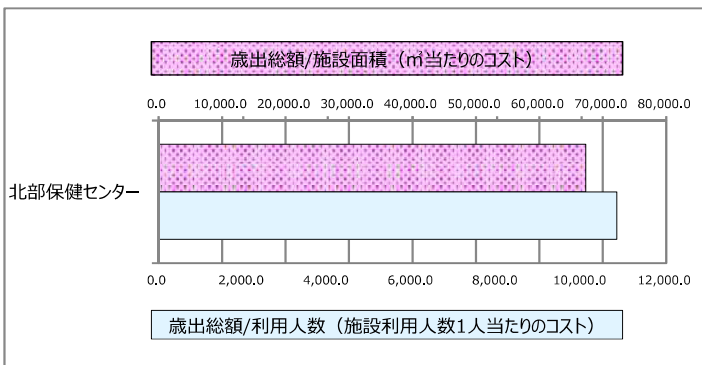 歳出総額/施設面積（㎡当たりのコスト）
0.0 10,000.0 20,000.0 30,000.0 40,000.0 50,000.0 60,000.0 70,000.0 80,000.0
北部保健センター
0.0 2,000.0 4,000.0 6,000.0 8,000.0 10,000.0 12,000.0
歳出総額/利用人数（施設利用人数1人当たりのコスト）